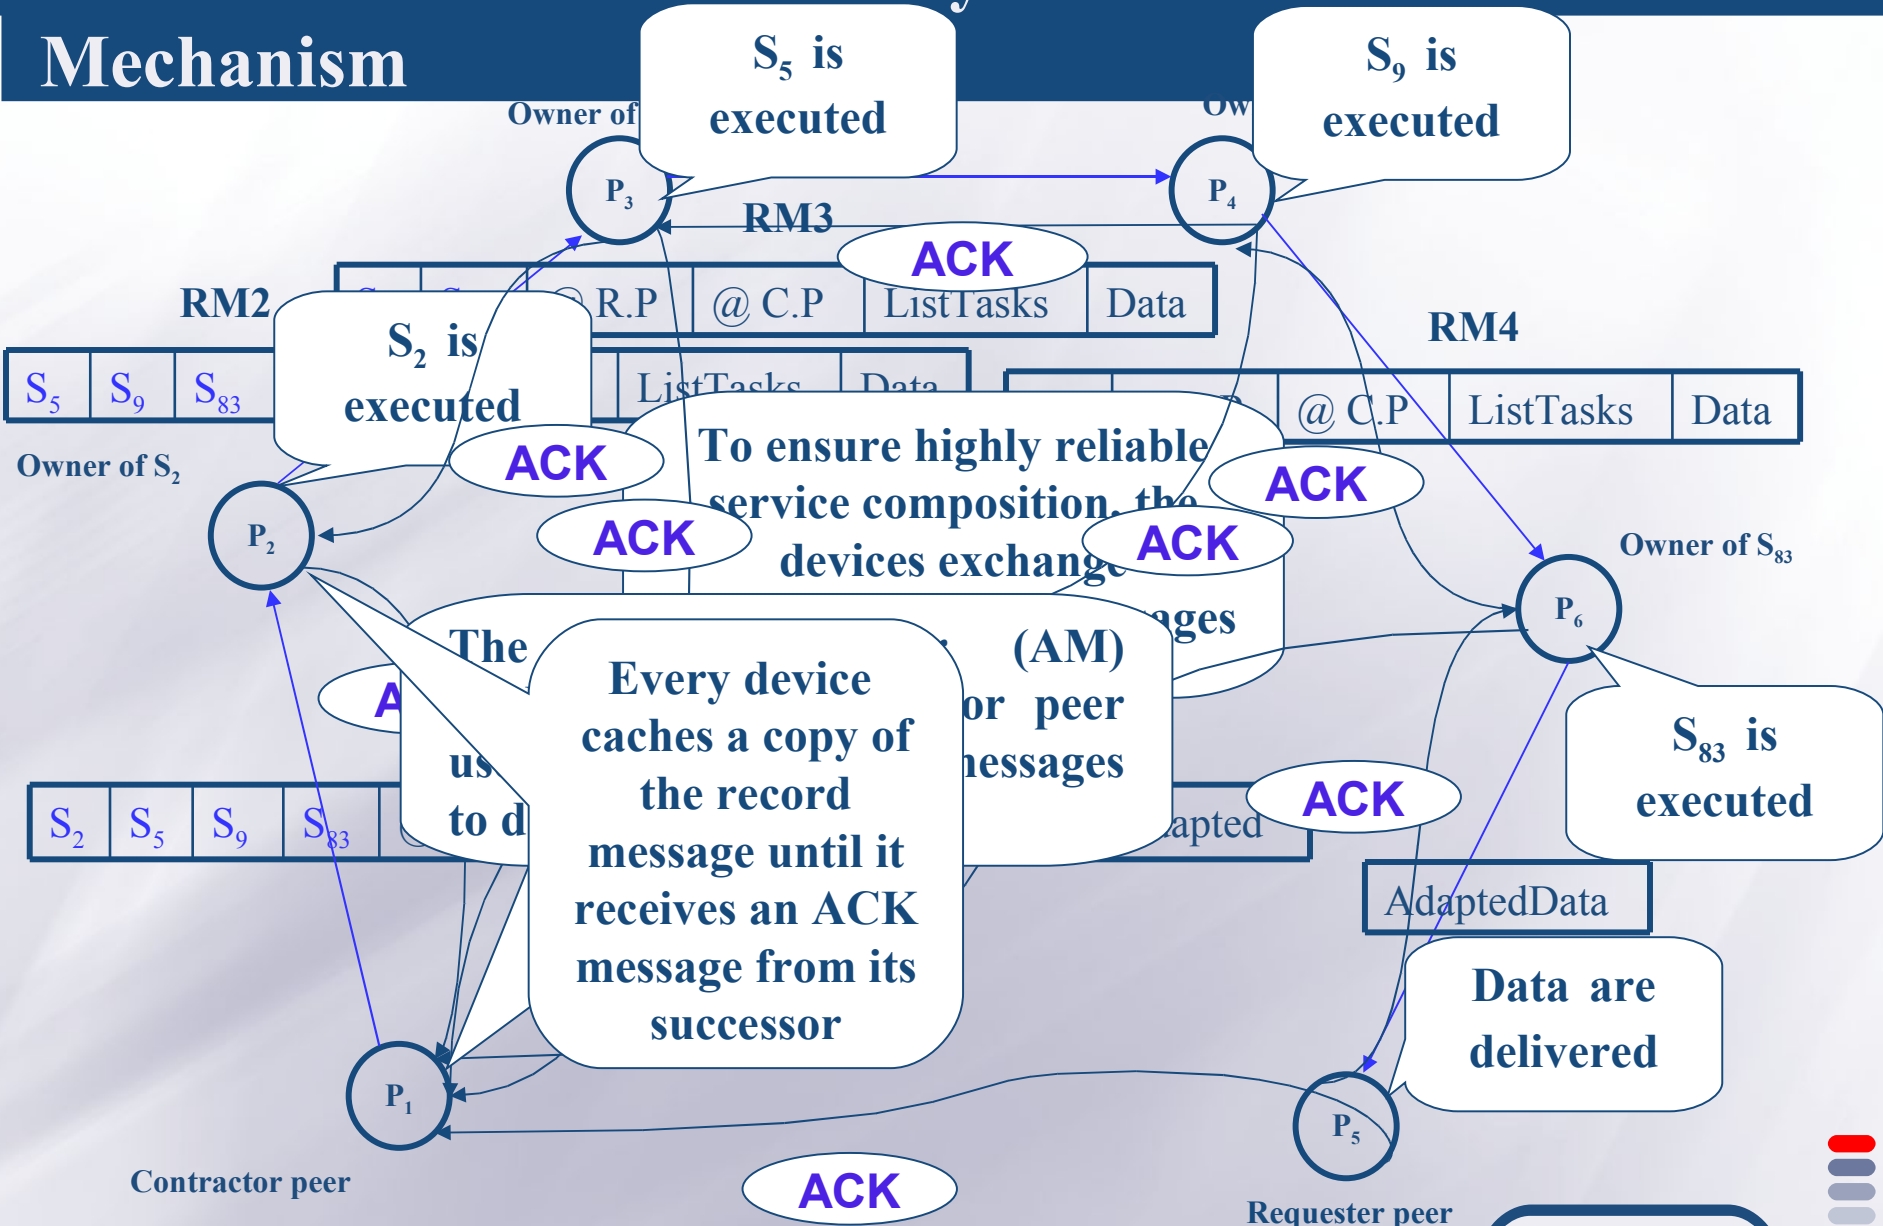 Mechanism
S5 is
executed
S9 is
executed
Owner of
P3
P4
RM3
ACK
RM2
@ R.P
@ C.P
ListTasks
Data
RM4
S2 is
executed
S5
S9
S83
ListTasks
Data
@ C.P
ListTasks
Data
Owner of S2
ACK
To ensure highly reliable
service composition, the
devices exchange
ACK
ACK
ACK
P2
Owner of S83
P6
The
(AM)
or peer
messages
to d
Every device
caches a copy of
the record
message until it
receives an ACK
message from its
successor
S83 is
executed
S2
S5
S9
S83
ACK
AdaptedData
Data are
delivered
P1
P5
Contractor peer
ACK
Requester peer